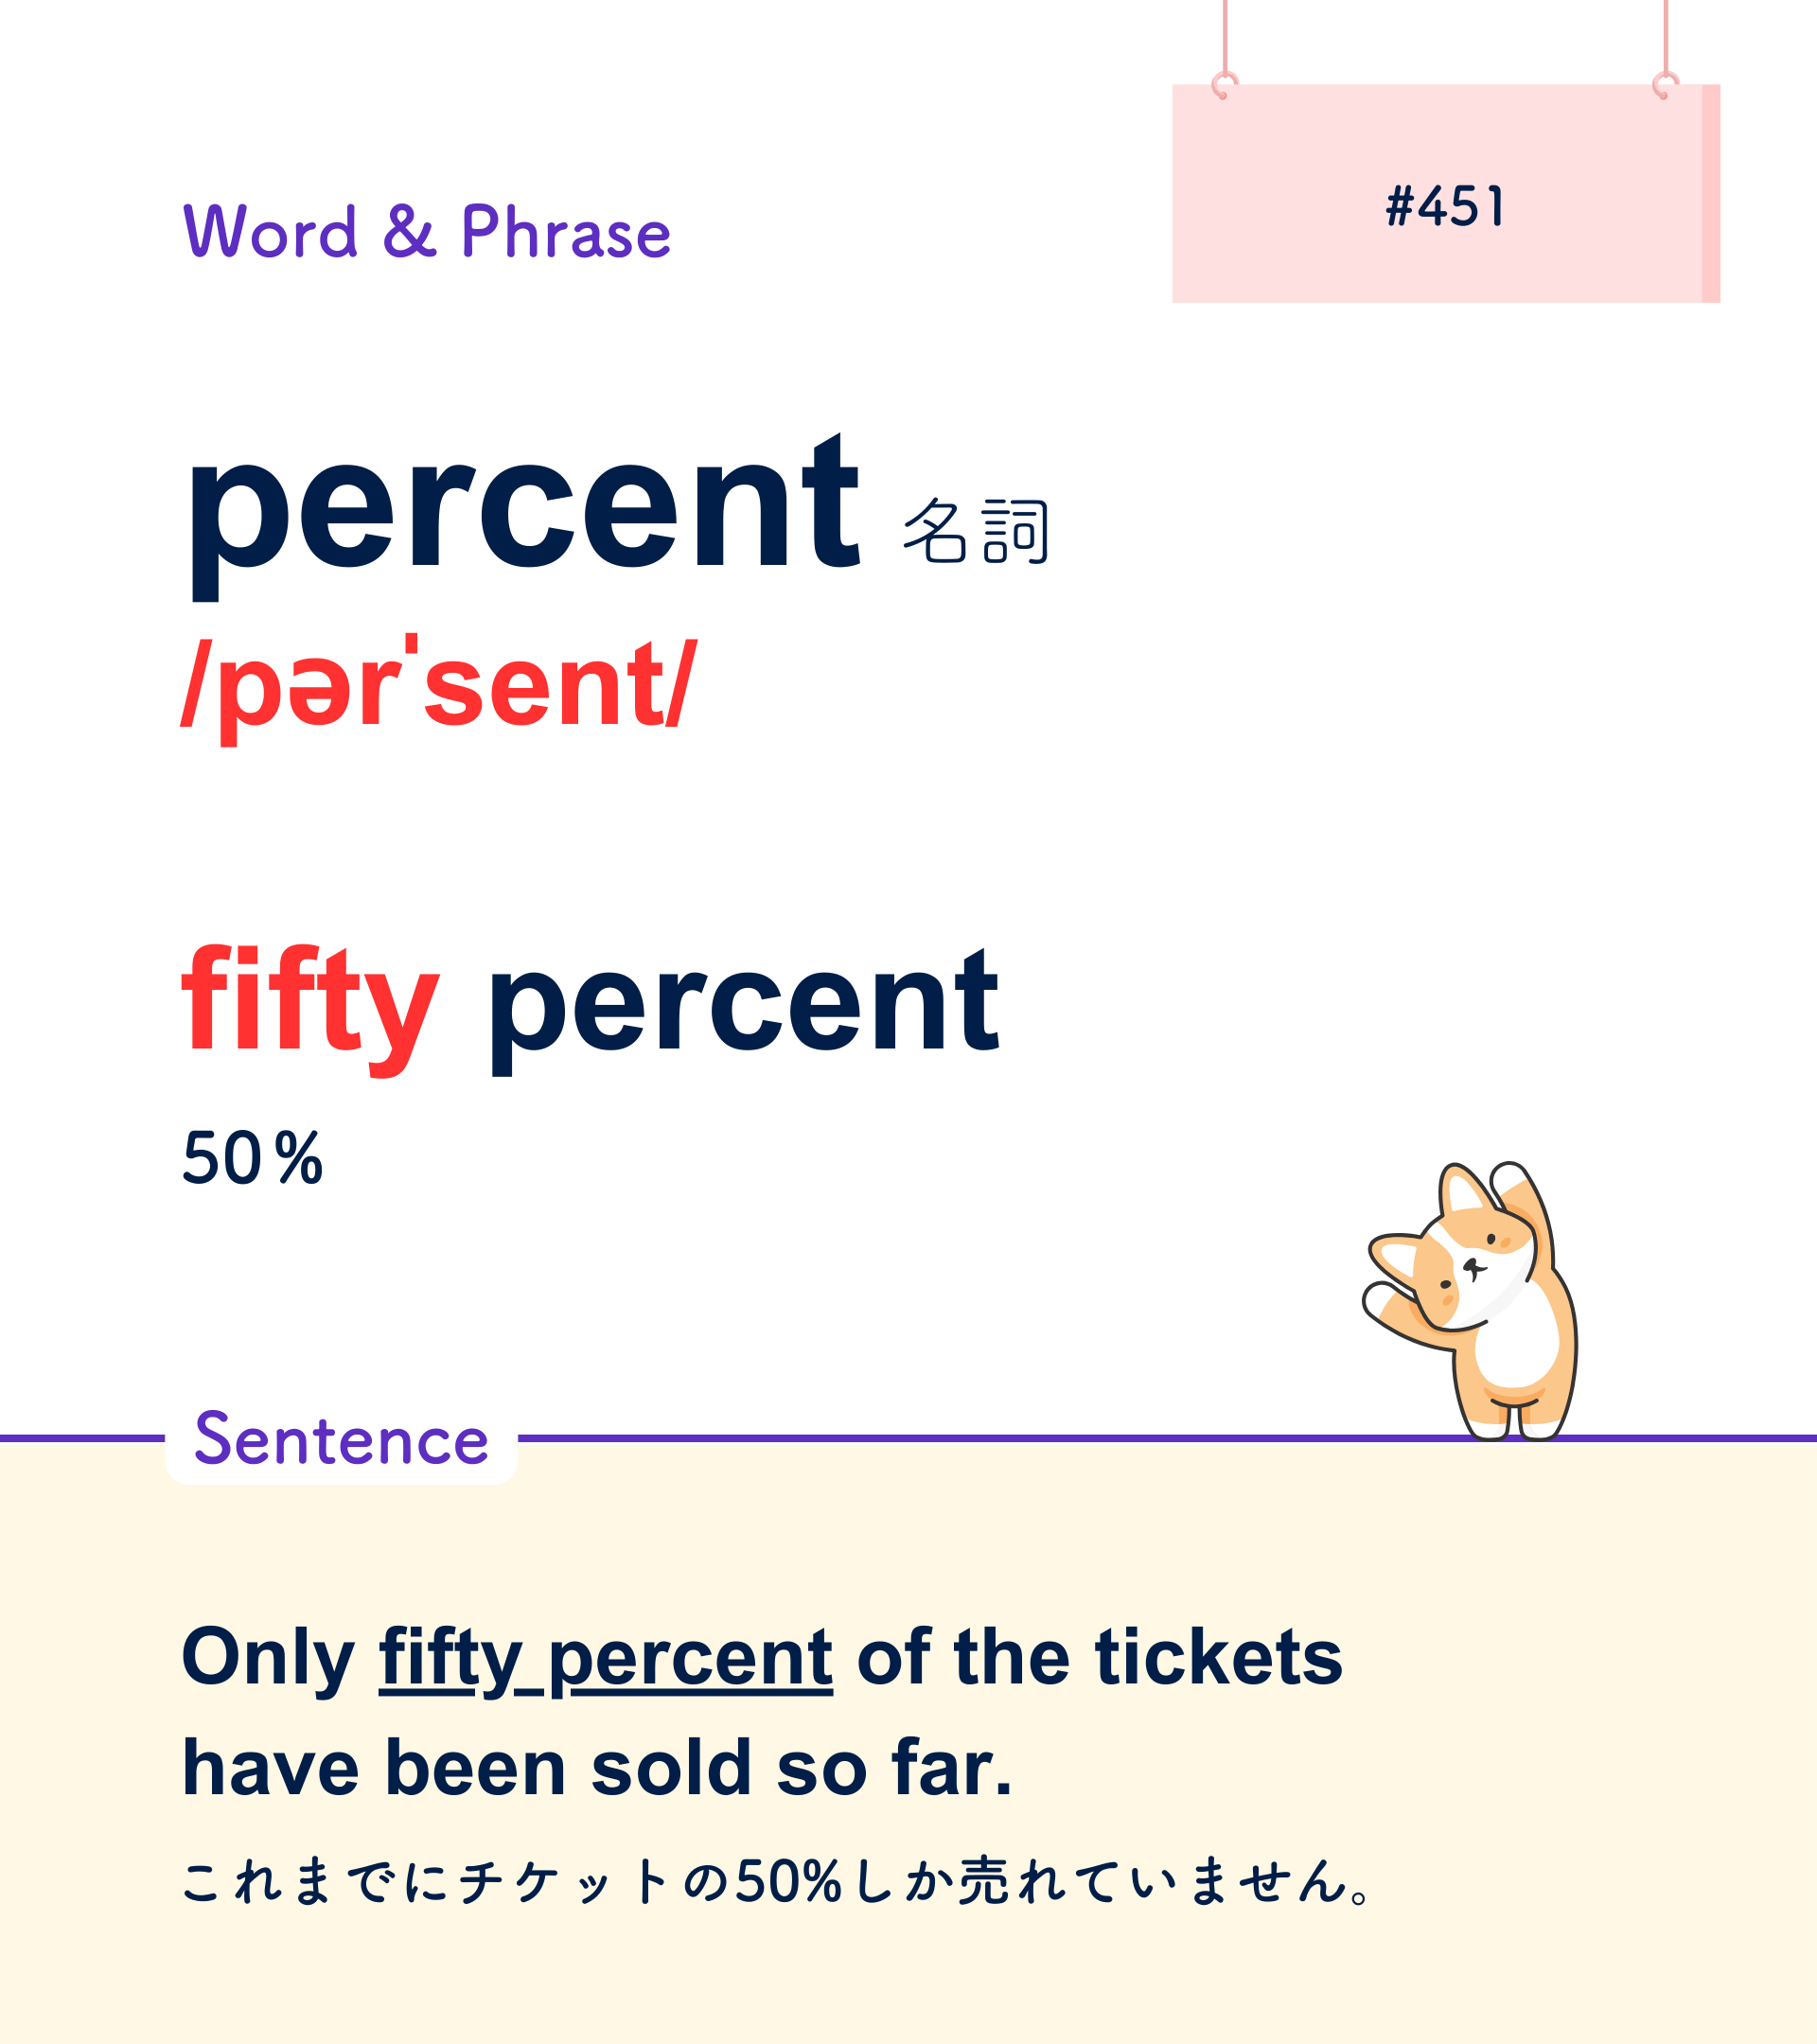 #451
Word & Phrase
percent 名詞
/pərˈsent/
fifty percent
50%
Sentence
Only fifty percent of the tickets
have been sold so far.
これまでにチケットの50%しか売れていません。